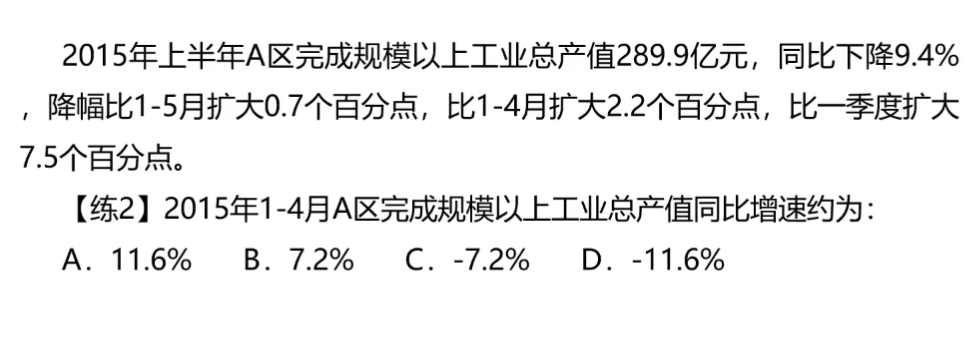 2015年上半年A区完成规模以上工业总产值289.9亿元，同比下降9.4%
，降幅比1-5月扩大0.7个百分点，比1-4月扩大2.2个百分点，比一季度扩大
7.5个百分点。
【练2】2015年1-4月A区完成规模以上工业总产值同比增速约为：
A．11.6% B．7.2% C．-7.2% D．-11.6%